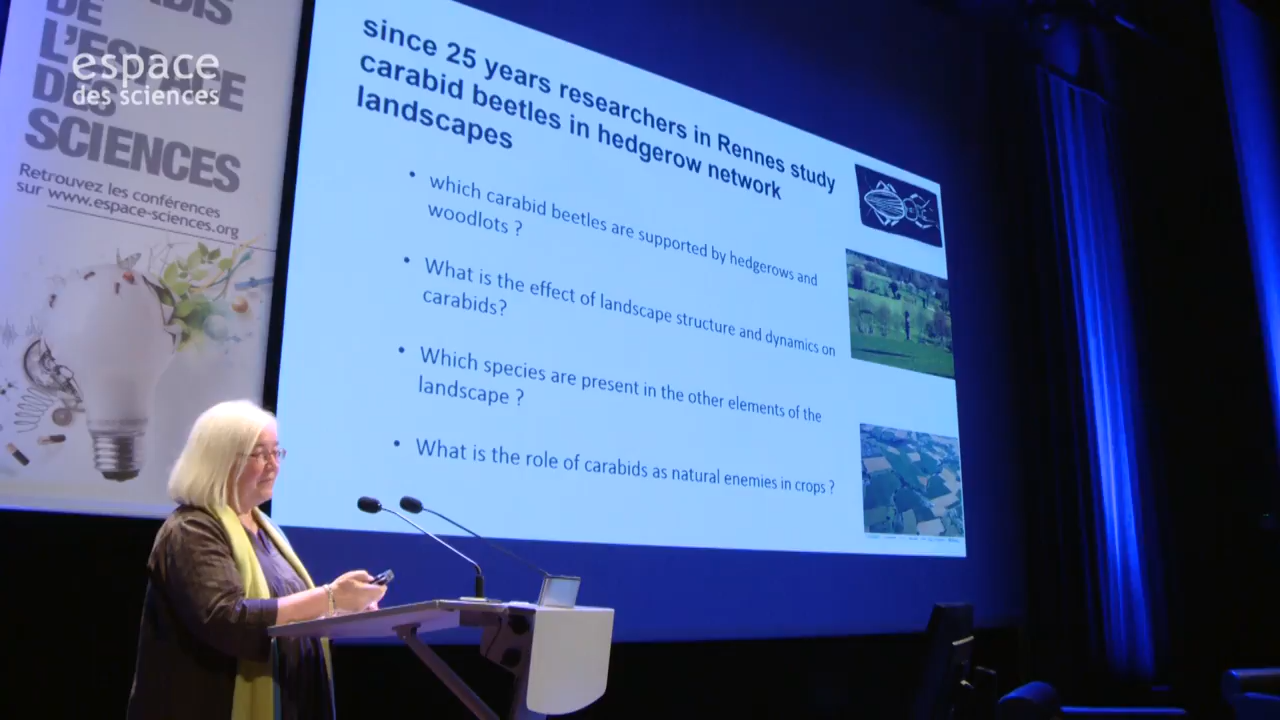 DE
L'ESPACE
DES
SCIENCES
Retrouvez les conférences
sur www.espace-sciences.org
espace
des sciences
since 25 years researchers in Rennes study
carabid beetles in hedgerow network
landscapes
• which carabid beetles are supported by hedgerows and
woodlots ?
• What is the effect of landscape structure and dynamics on
carabids?
• Which species are present in the other elements of the
landscape ?
• What is the role of carabids as natural enemies in crops ?